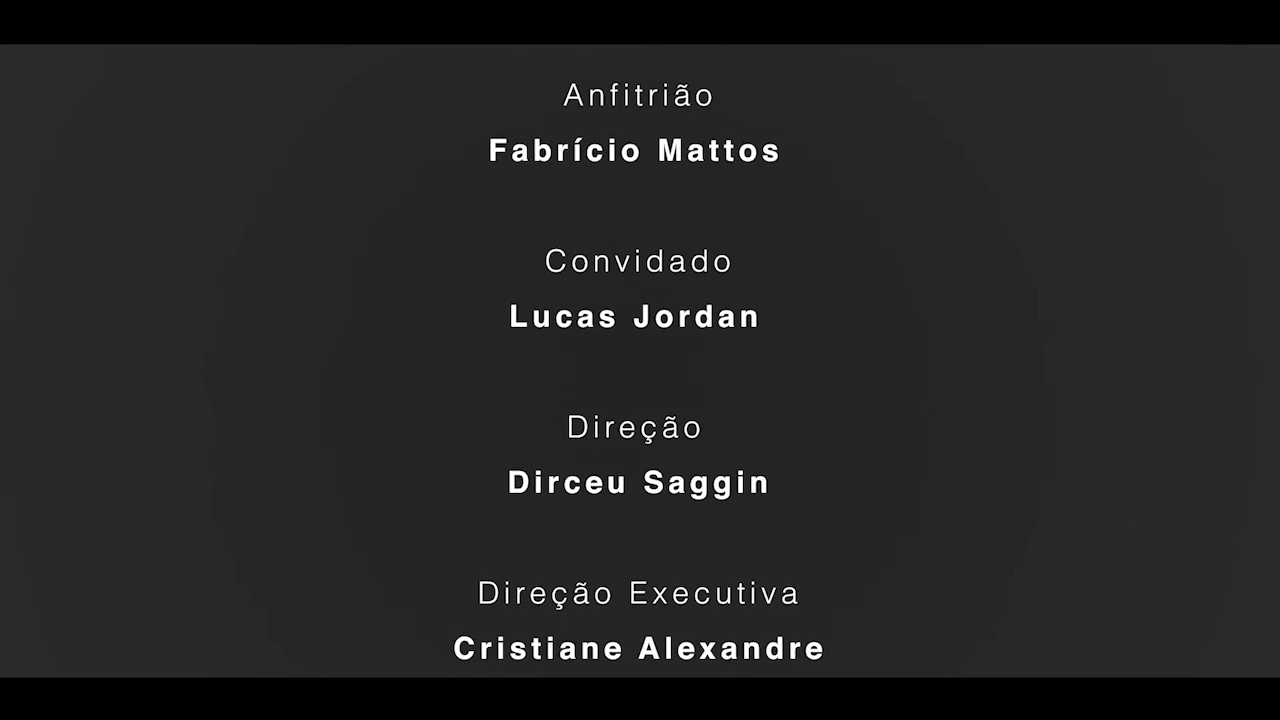 Anfitrião
Fabrício Mattos
Convidado
Lucas Jordan
Direção
Dirceu Saggin
Direção Executiva
Cristiane Alexandre